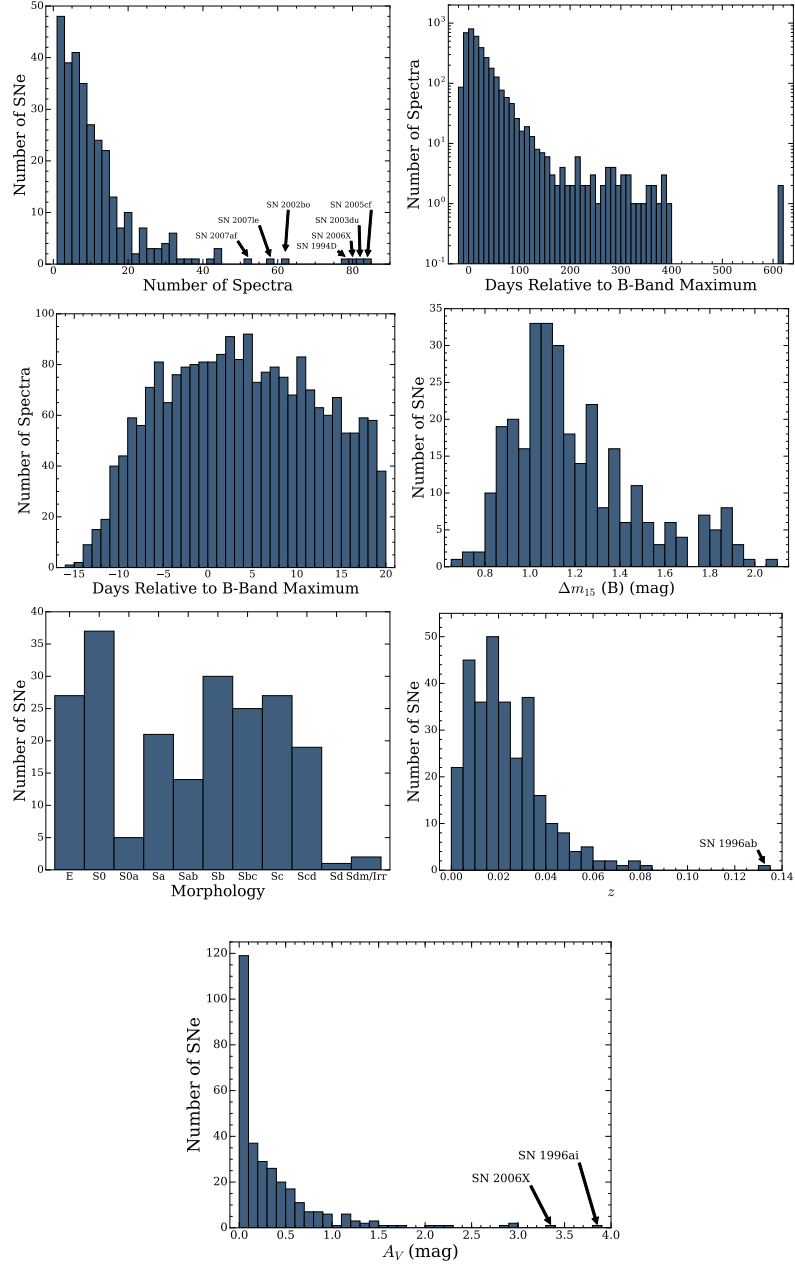 50
40
30
20
10
0
Number of SNe
SN 2002bo
SN 2005cf
SN 2007le
SN 2003du
SN 2007af
SN 2006X
SN 1994D
0 20 40 60 80
Number of Spectra
10^3
10^2
10^1
10^0
10^-1
Number of Spectra
0 100 200 300 400 500 600
Days Relative to B-Band Maximum
100
80
60
40
20
0
Number of Spectra
−15 −10 −5 0 5 10 15 20
Days Relative to B-Band Maximum
35
30
25
20
15
10
5
0
Number of SNe
0.8 1.0 1.2 1.4 1.6 1.8 2.0
Δm_15 (B) (mag)
40
35
30
25
20
15
10
5
0
Number of SNe
E S0 S0a Sa Sab Sb Sbc Sc Scd Sd Sdm/Irr
Morphology
50
40
30
20
10
0
Number of SNe
SN 1996ab
0.00 0.02 0.04 0.06 0.08 0.10 0.12 0.14
z
120
100
80
60
40
20
0
Number of SNe
SN 1996ai
SN 2006X
0.0 0.5 1.0 1.5 2.0 2.5 3.0 3.5 4.0
A_V (mag)